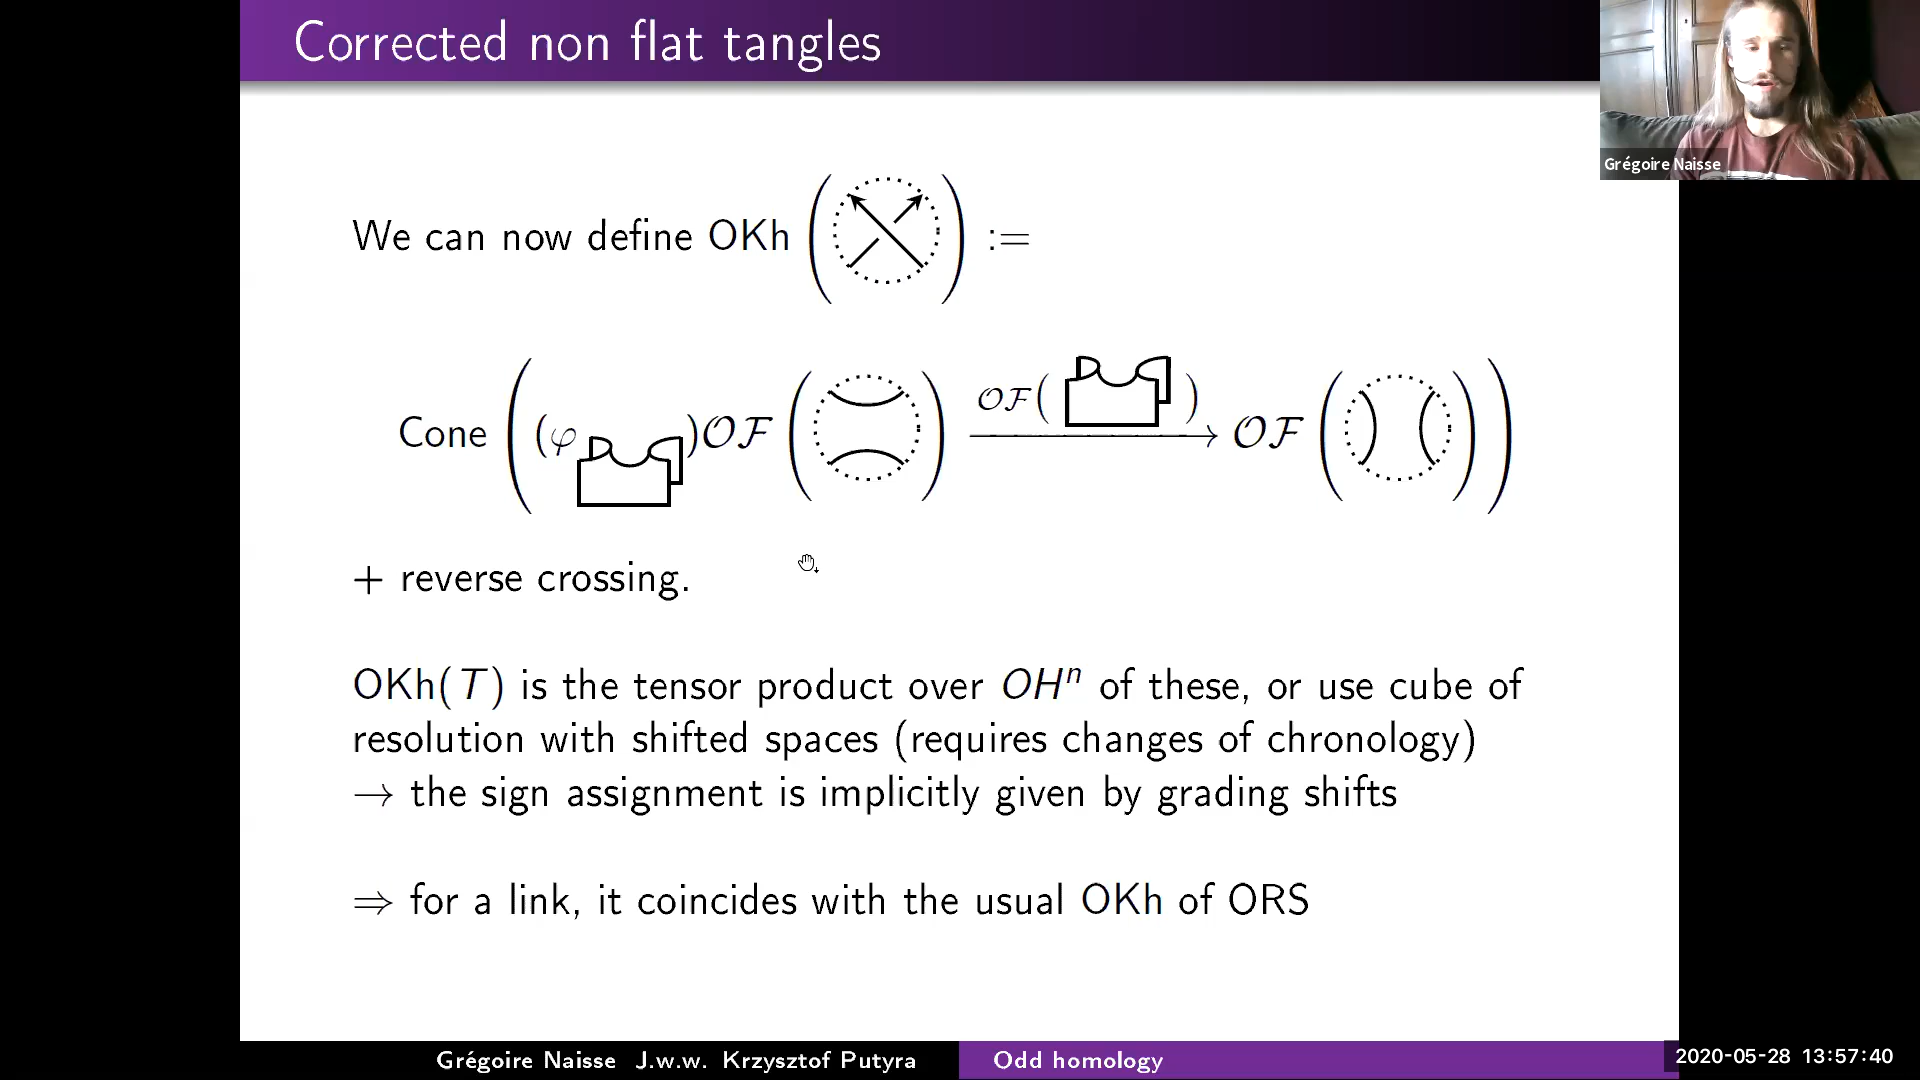 Corrected non flat tangles
Grégoire Naisse
We can now define OKh ( ) :=
Cone ( (φ )OF ( ) OF( ) → OF ( ) )
+ reverse crossing.
OKh(T) is the tensor product over OHⁿ of these, or use cube of
resolution with shifted spaces (requires changes of chronology)
→ the sign assignment is implicitly given by grading shifts
⇒ for a link, it coincides with the usual OKh of ORS
Grégoire Naisse J.w.w. Krzysztof Putyra
Odd homology
2020-05-28 13:57:40